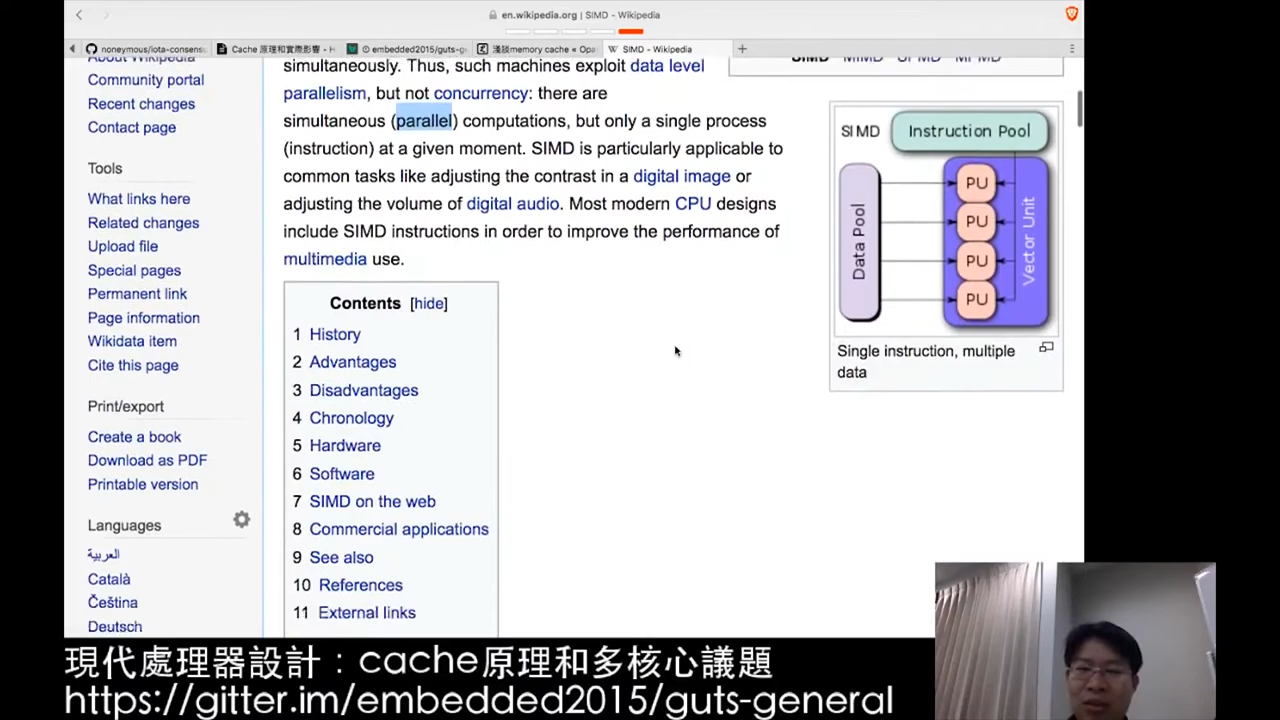 en.wikipedia.org | SIMD - Wikipedia
noneymous/iota-consensu
Cache 原理和實際影響 - H
embedded2015/guts-ge
淺談memory cache « Opa
SIMD - Wikipedia
About Wikipedia
Community portal
Recent changes
Contact page
Tools
What links here
Related changes
Upload file
Special pages
Permanent link
Page information
Wikidata item
Cite this page
Print/export
Create a book
Download as PDF
Printable version
Languages
العربية
Català
Čeština
Deutsch
simultaneously. Thus, such machines exploit data level
parallelism, but not concurrency: there are
simultaneous (parallel) computations, but only a single process
(instruction) at a given moment. SIMD is particularly applicable to
common tasks like adjusting the contrast in a digital image or
adjusting the volume of digital audio. Most modern CPU designs
include SIMD instructions in order to improve the performance of
multimedia use.
Contents [hide]
1 History
2 Advantages
3 Disadvantages
4 Chronology
5 Hardware
6 Software
7 SIMD on the web
8 Commercial applications
9 See also
10 References
11 External links
SIMD MIMD SPMD MPMD
SIMD
Instruction Pool
Data Pool
PU
PU
PU
PU
Vector Unit
Single instruction, multiple
data
現代處理器設計：cache原理和多核心議題
https://gitter.im/embedded2015/guts-general